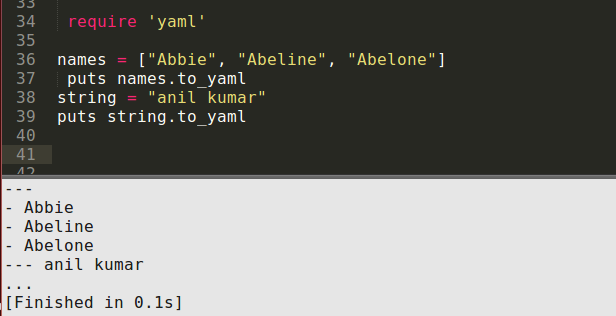 33
34 require 'yaml'
35
36 names = ["Abbie", "Abeline", "Abelone"]
37 puts names.to_yaml
38 string = "anil kumar"
39 puts string.to_yaml
40
41
42
---
- Abbie
- Abeline
- Abelone
--- anil kumar
...
[Finished in 0.1s]